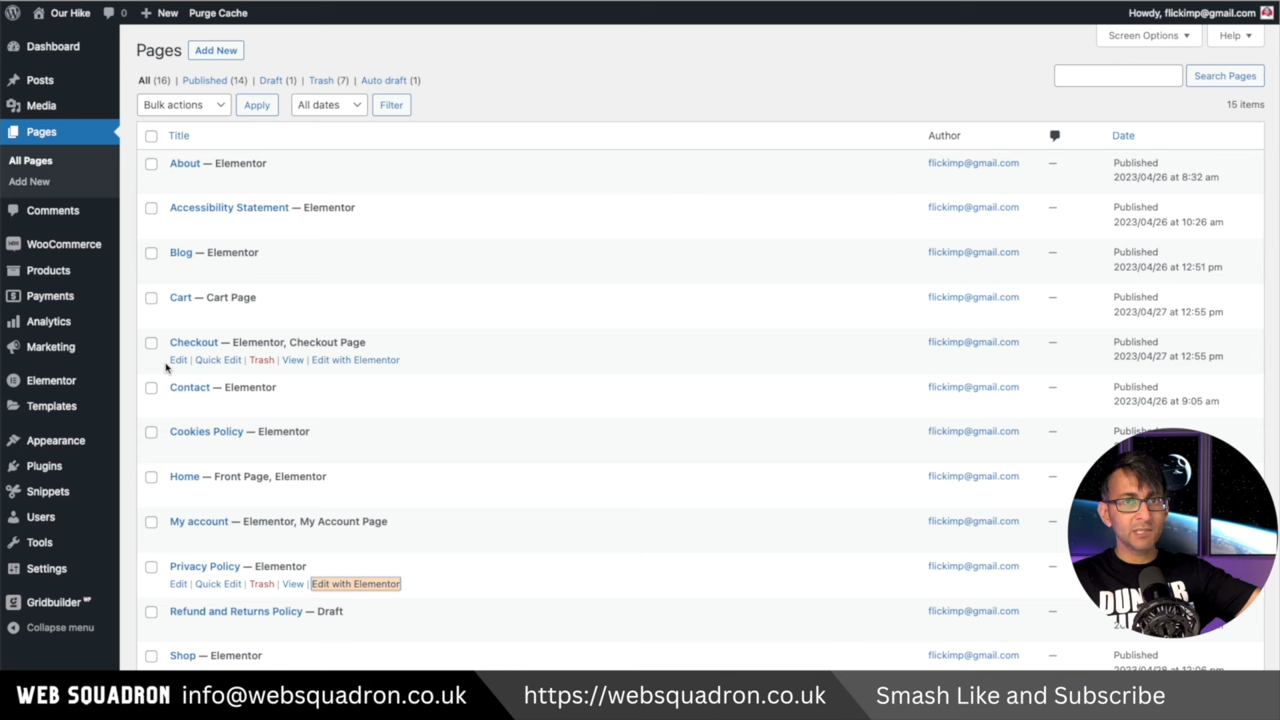 Our Hike 0 New Purge Cache Howdy, flickimp@gmail.com
Screen Options Help
Dashboard
Posts
Media
Pages
All Pages
Add New
Comments
WooCommerce
Products
Payments
Analytics
Marketing
Elementor
Templates
Appearance
Plugins
Snippets
Users
Tools
Settings
Gridbuilder WP
Collapse menu
Pages Add New
All (16) | Published (14) | Draft (1) | Trash (7) | Auto draft (1)
Search Pages
Bulk actions Apply All dates Filter 15 items
Title Author Date
About — Elementor flickimp@gmail.com — Published
2023/04/26 at 8:32 am
Accessibility Statement — Elementor flickimp@gmail.com — Published
2023/04/26 at 10:26 am
Blog — Elementor flickimp@gmail.com — Published
2023/04/26 at 12:51 pm
Cart — Cart Page flickimp@gmail.com — Published
2023/04/27 at 12:55 pm
Checkout — Elementor, Checkout Page flickimp@gmail.com — Published
Edit | Quick Edit | Trash | View | Edit with Elementor 2023/04/27 at 12:55 pm
Contact — Elementor flickimp@gmail.com — Published
2023/04/26 at 9:05 am
Cookies Policy — Elementor flickimp@gmail.com — Published
Home — Front Page, Elementor flickimp@gmail.com —
My account — Elementor, My Account Page flickimp@gmail.com —
Privacy Policy — Elementor flickimp@gmail.com —
Edit | Quick Edit | Trash | View | Edit with Elementor
Refund and Returns Policy — Draft flickimp@gmail.com —
Shop — Elementor flickimp@gmail.com — Published
WEB SQUADRON info@websquadron.co.uk https://websquadron.co.uk Smash Like and Subscribe